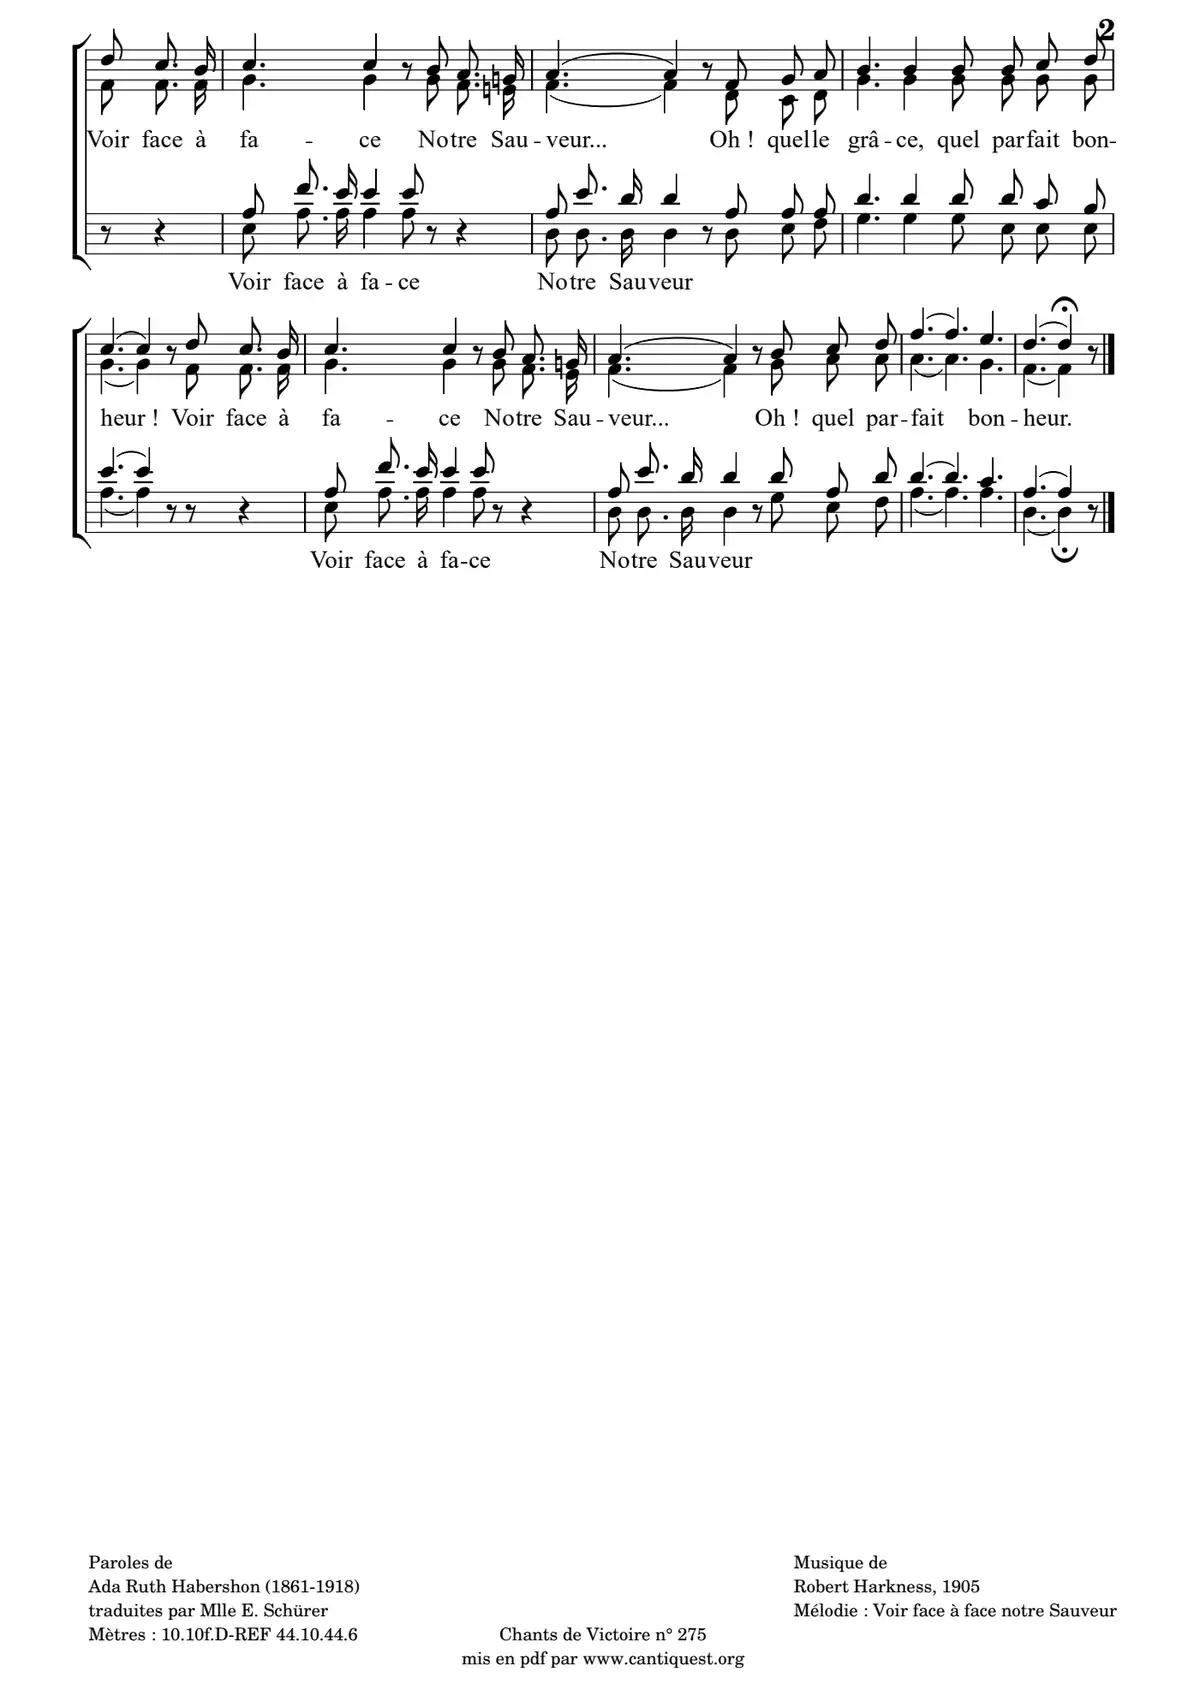 2
Voir face à fa - ce Notre Sau - veur... Oh ! quelle grâ - ce, quel parfait bon-
Voir face à fa - ce Notre Sauveur
heur ! Voir face à fa - ce Notre Sau - veur... Oh ! quel par - fait bon - heur.
Voir face à fa-ce Notre Sauveur
Paroles de
Ada Ruth Habershon (1861-1918)
traduites par Mlle E. Schürer
Mètres : 10.10f.D-REF 44.10.44.6
Musique de
Robert Harkness, 1905
Mélodie : Voir face à face notre Sauveur
Chants de Victoire n° 275
mis en pdf par www.cantiquest.org